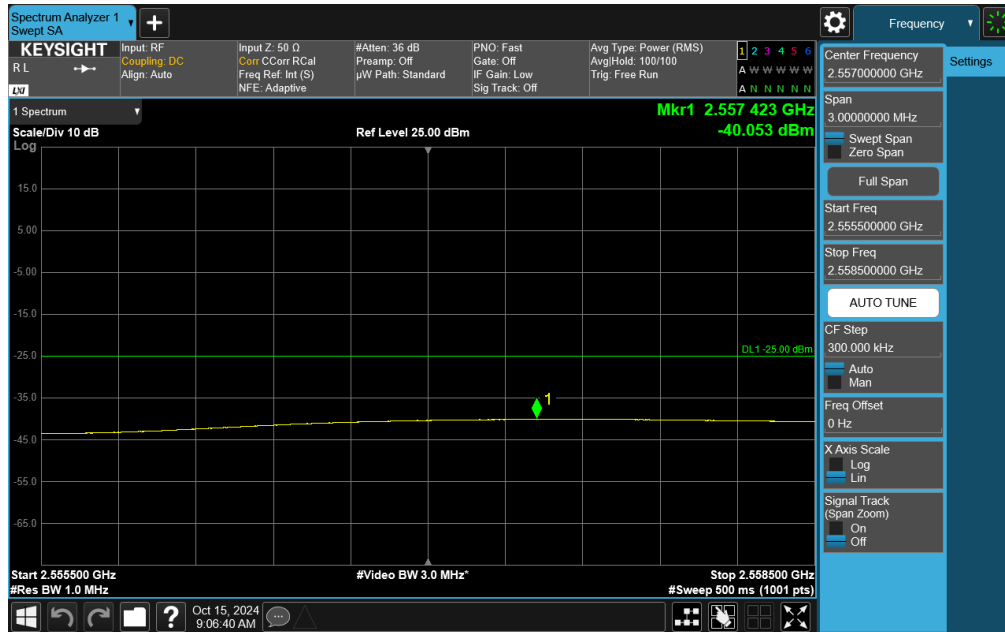 Spectrum Analyzer 1
Swept SA
+
Frequency
KEYSIGHT
R L
LXI
Input: RF
Coupling: DC
Align: Auto
Input Z: 50 Ω
Corr CCorr RCal
Freq Ref: Int (S)
NFE: Adaptive
#Atten: 36 dB
Preamp: Off
µW Path: Standard
PNO: Fast
Gate: Off
IF Gain: Low
Sig Track: Off
Avg Type: Power (RMS)
Avg|Hold: 100/100
Trig: Free Run
1 2 3 4 5 6
A W W W W W
A N N N N N
Center Frequency
2.557000000 GHz
Settings
Span
3.00000000 MHz
Swept Span
Zero Span
Full Span
Start Freq
2.555500000 GHz
Stop Freq
2.558500000 GHz
AUTO TUNE
CF Step
300.000 kHz
Auto
Man
Freq Offset
0 Hz
X Axis Scale
Log
Lin
Signal Track
(Span Zoom)
On
Off
1 Spectrum
Mkr1 2.557 423 GHz
-40.053 dBm
Scale/Div 10 dB
Ref Level 25.00 dBm
Log
15.0
5.00
-5.00
-15.0
-25.0
DL1 -25.00 dBm
-35.0
1
-45.0
-55.0
-65.0
Start 2.555500 GHz
#Video BW 3.0 MHz*
Stop 2.558500 GHz
#Res BW 1.0 MHz
#Sweep 500 ms (1001 pts)
?
Oct 15, 2024
9:06:40 AM